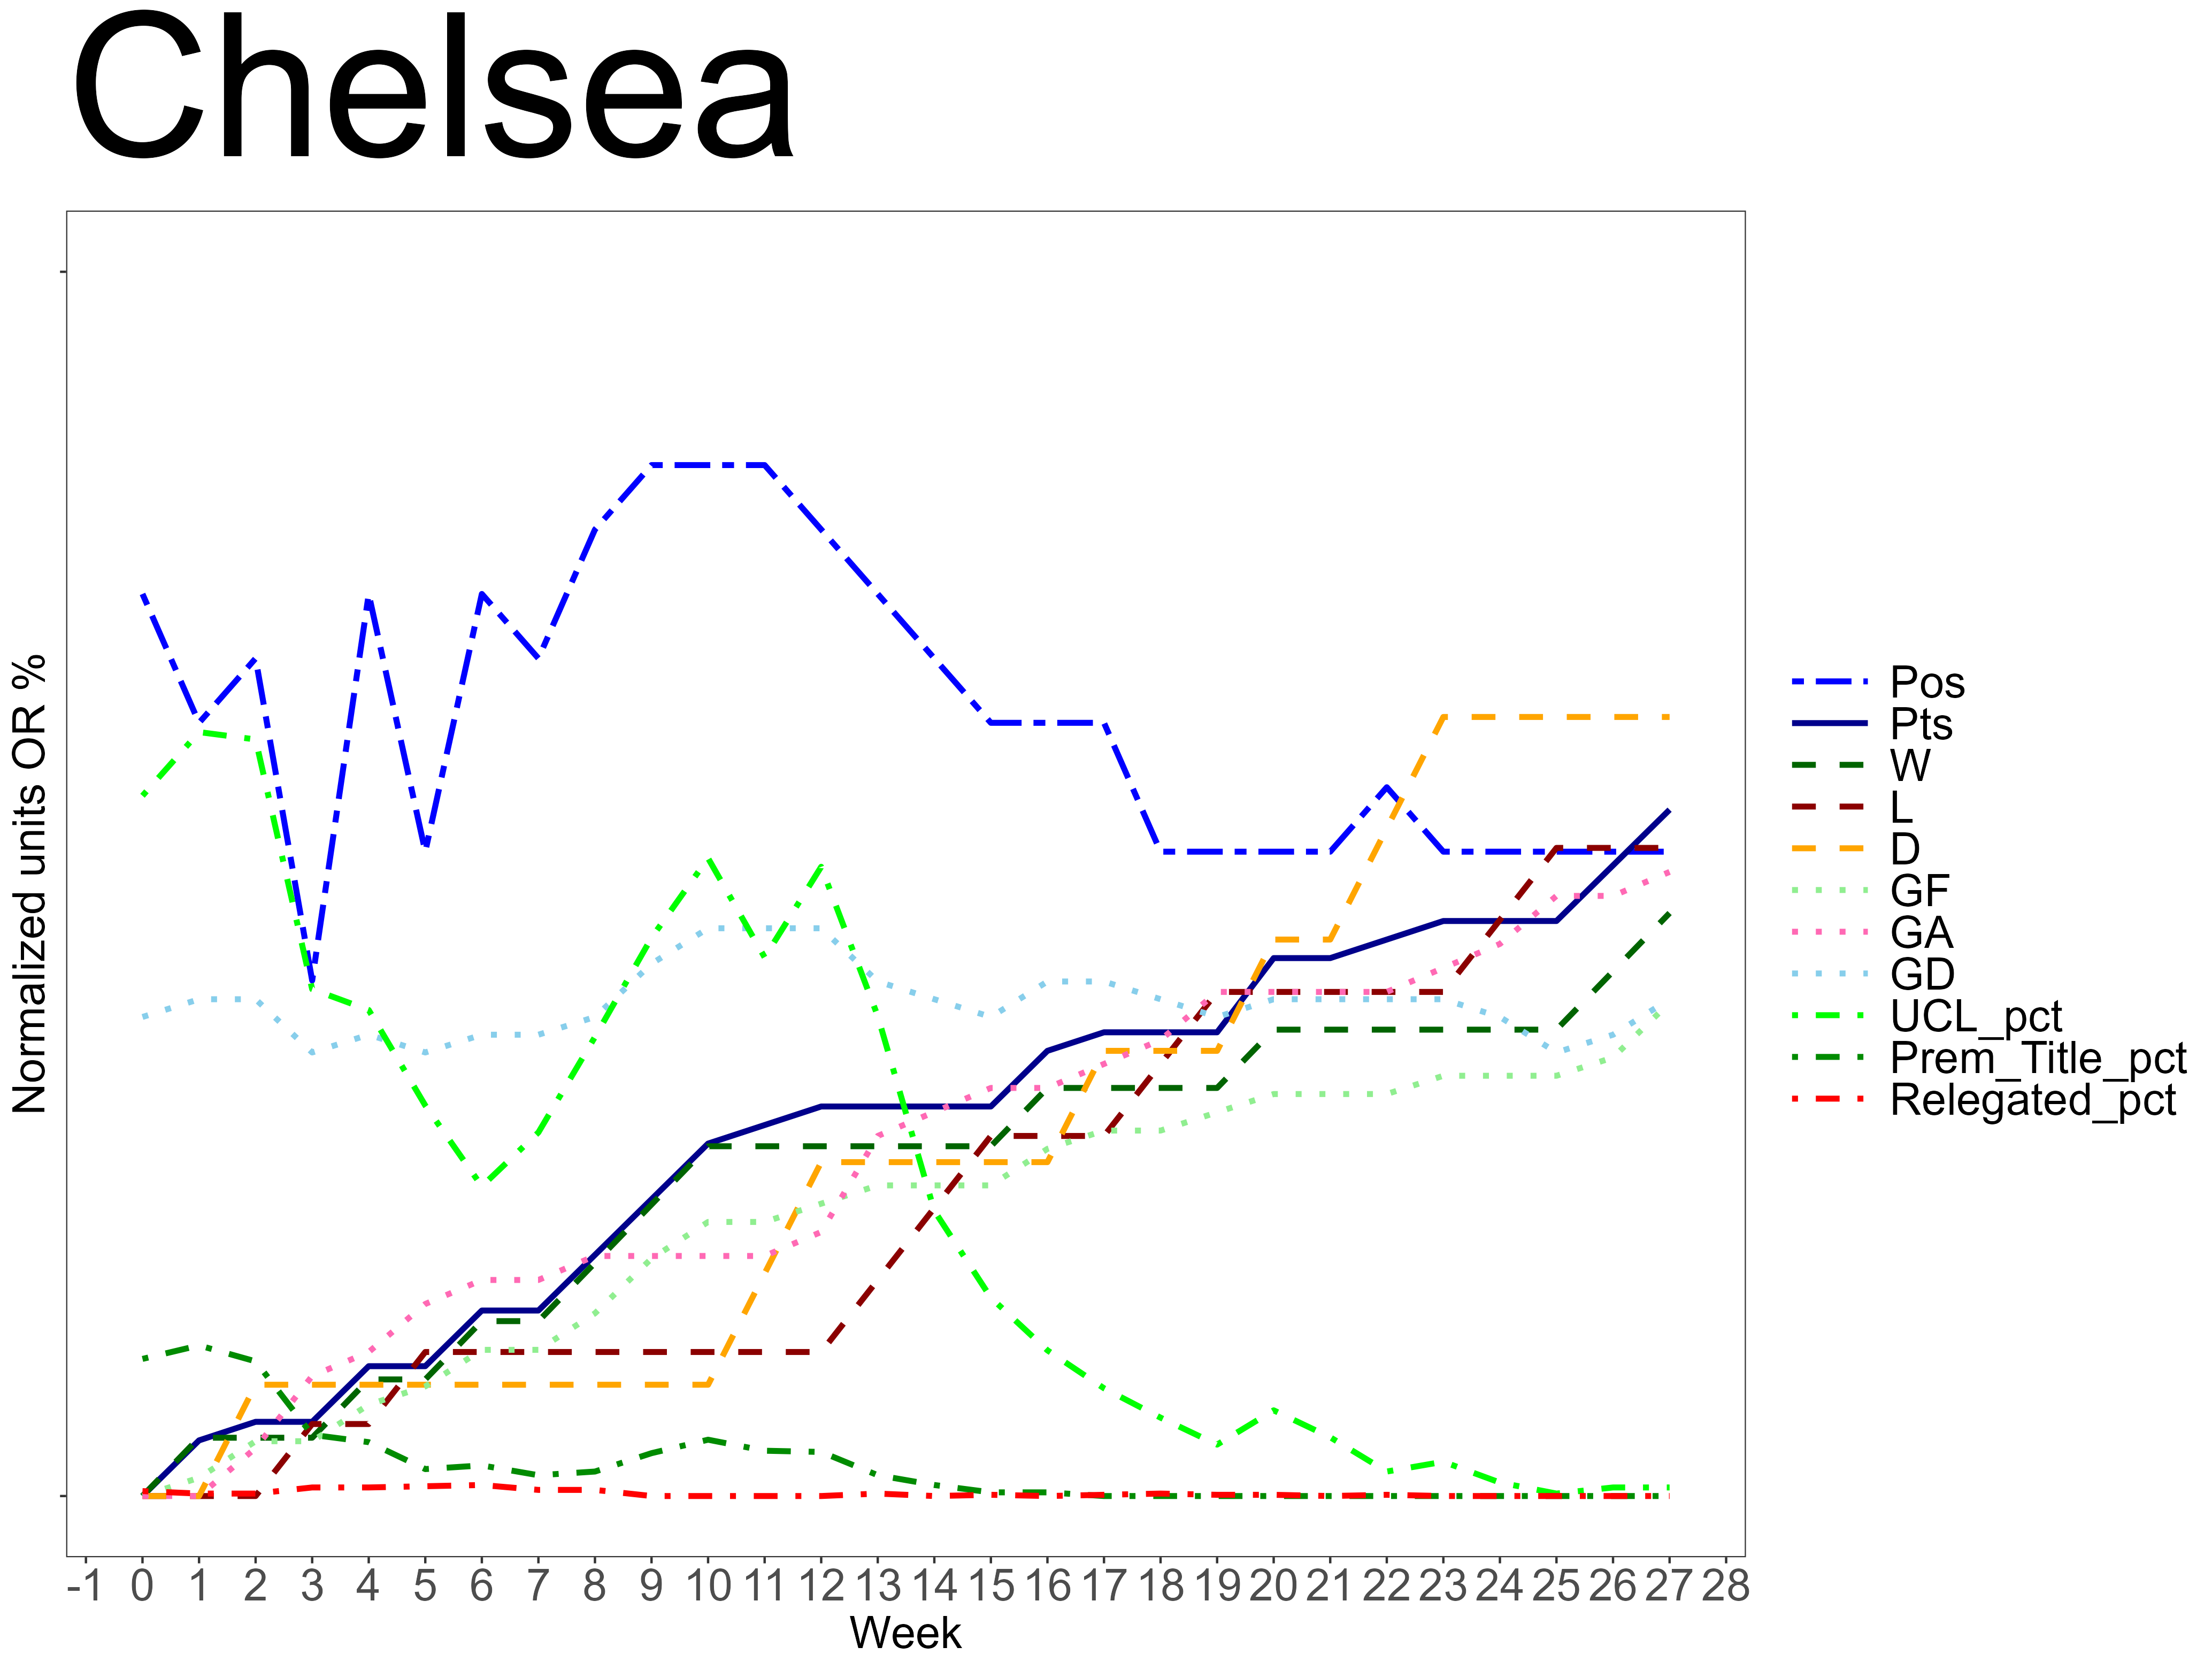 Chelsea
Normalized units OR %
Pos
Pts
W
L
D
GF
GA
GD
UCL_pct
Prem_Title_pct
Relegated_pct
-1 0 1 2 3 4 5 6 7 8 9 10 11 12 13 14 15 16 17 18 19 20 21 22 23 24 25 26 27 28
Week